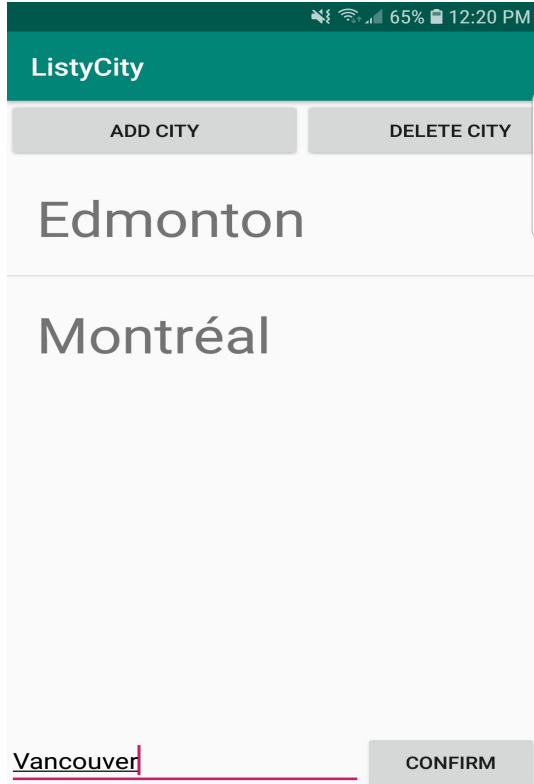 65% 12:20 PM
ListyCity
ADD CITY DELETE CITY
Edmonton
Montréal
Vancouver CONFIRM